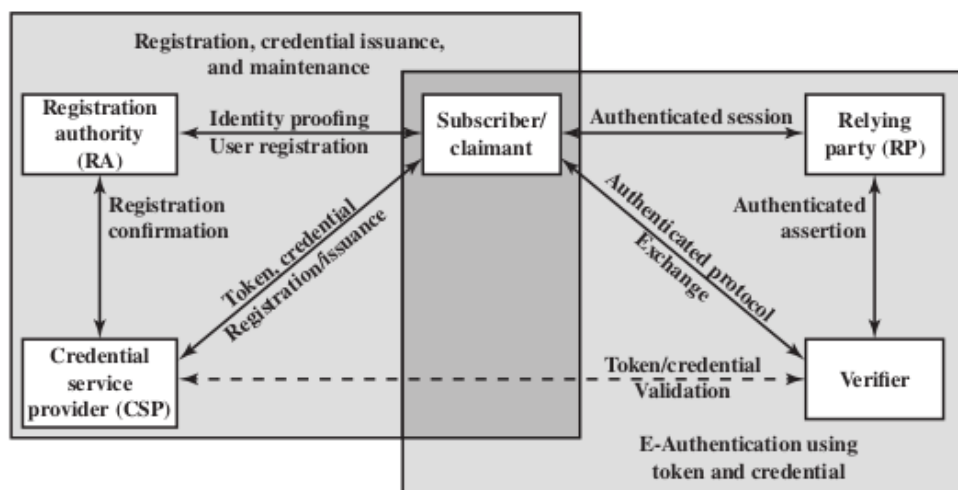 Registration, credential issuance,
and maintenance
Registration
authority
(RA)
Identity proofing
User registration
Subscriber/
claimant
Authenticated session
Relying
party (RP)
Registration
confirmation
Token, credential
Registration/issuance
Authenticated protocol
Exchange
Authenticated
assertion
Credential
service
provider (CSP)
Token/credential
Validation
Verifier
E-Authentication using
token and credential